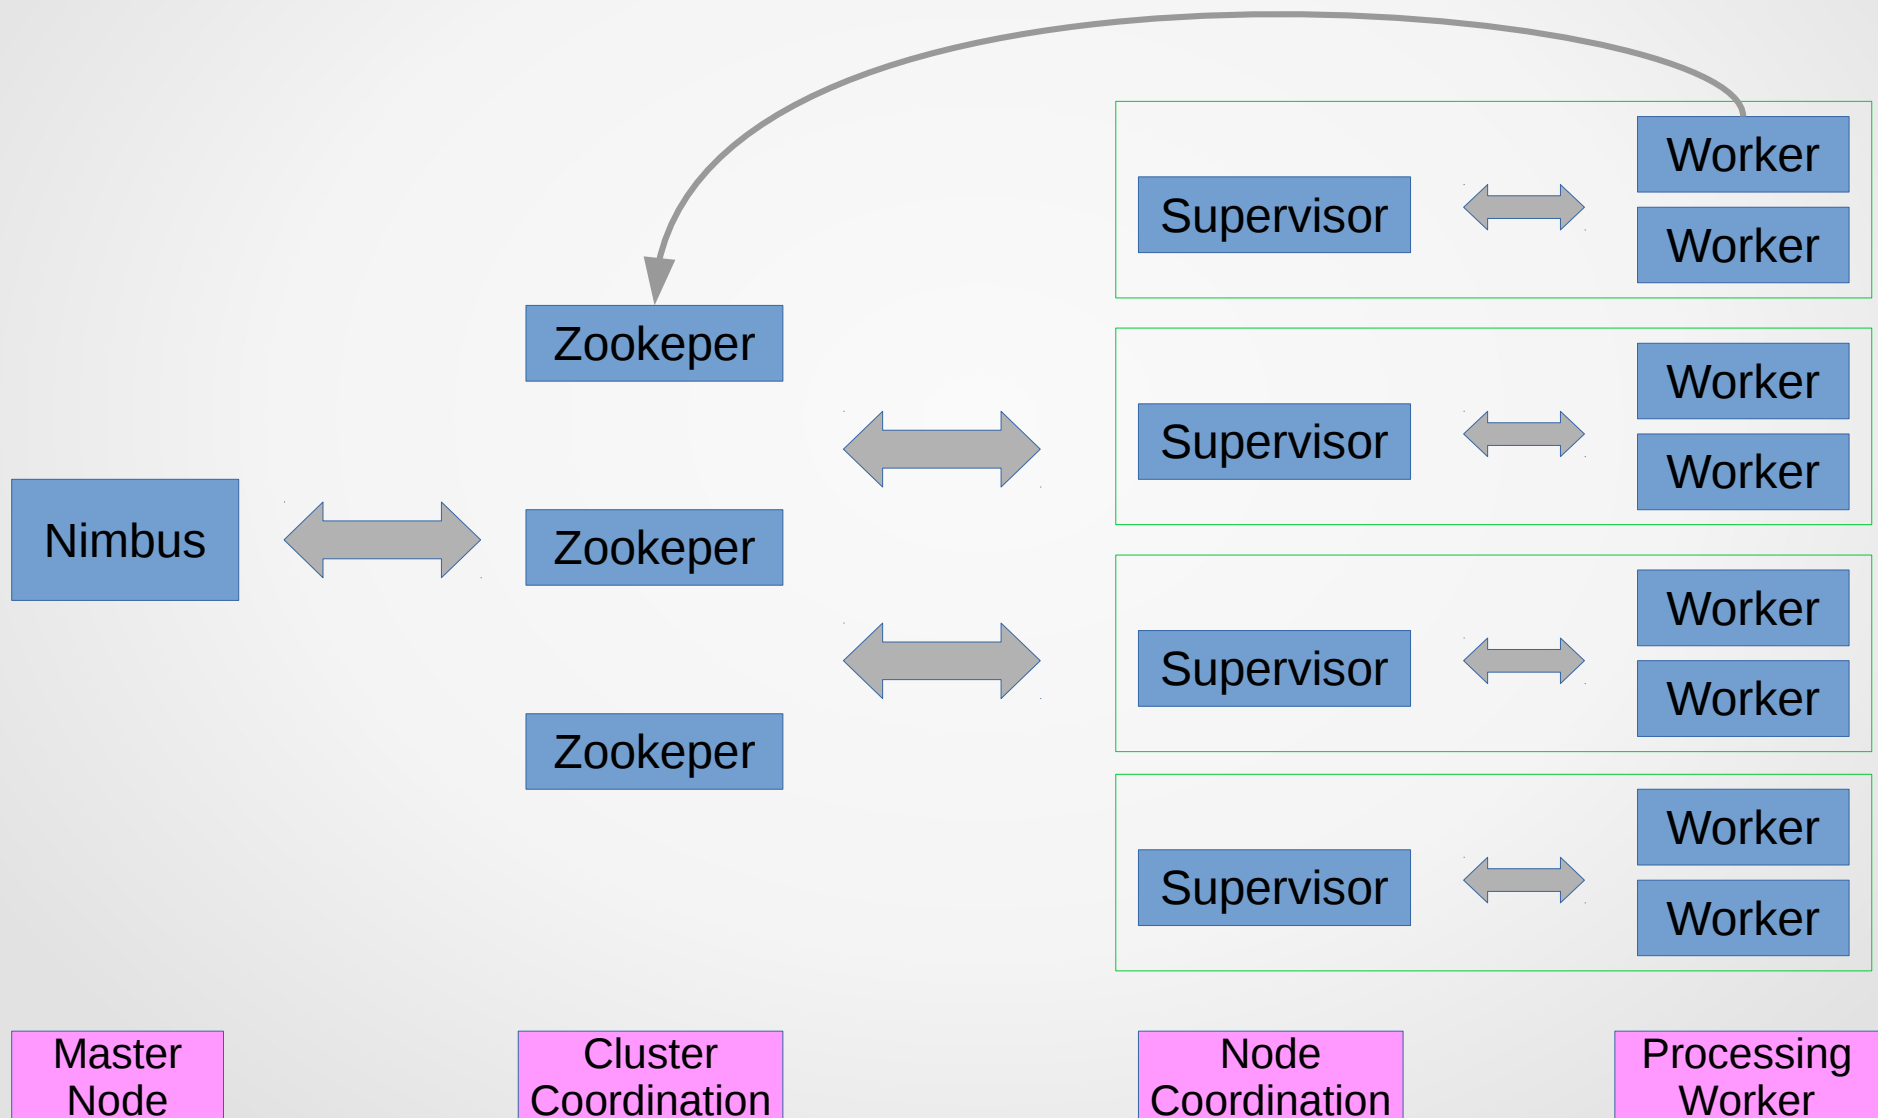 Worker
Supervisor
Worker
Zookeper
Worker
Supervisor
Worker
Nimbus
Zookeper
Worker
Supervisor
Worker
Zookeper
Worker
Supervisor
Worker
Master
Node
Cluster
Coordination
Node
Coordination
Processing
Worker